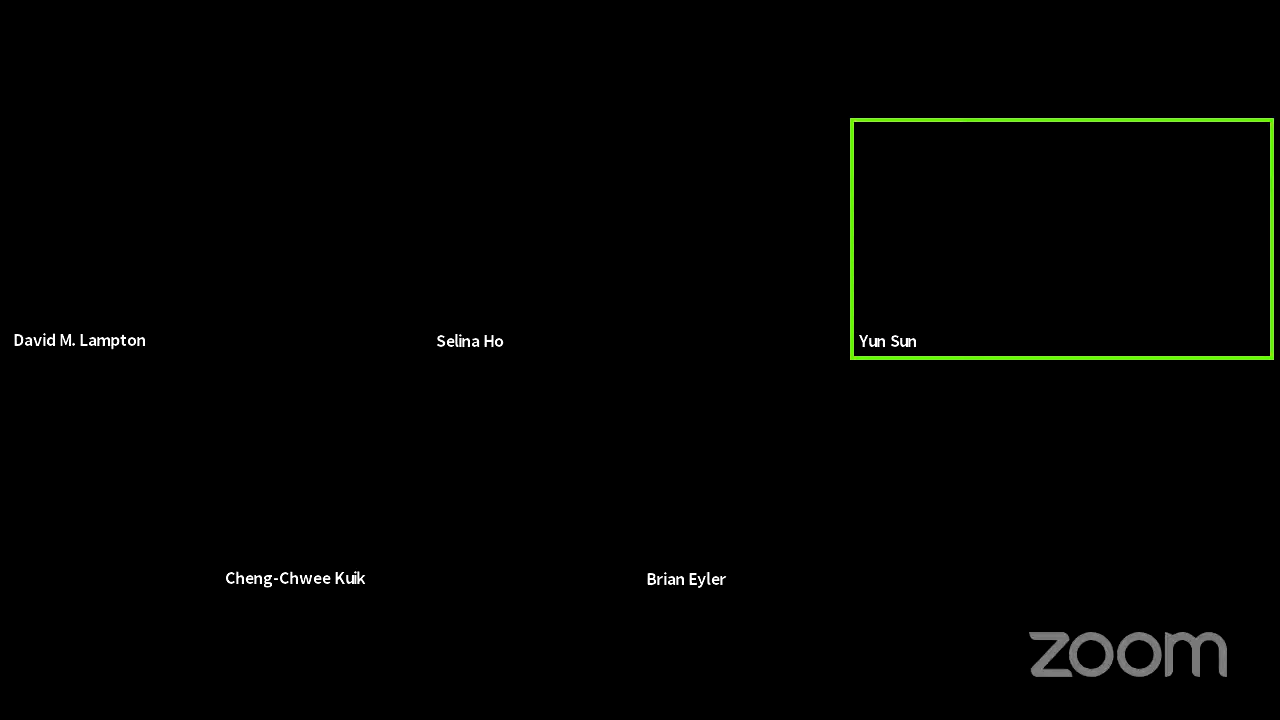 David M. Lampton
Selina Ho
Yun Sun
Cheng-Chwee Kuik
Brian Eyler
zoom